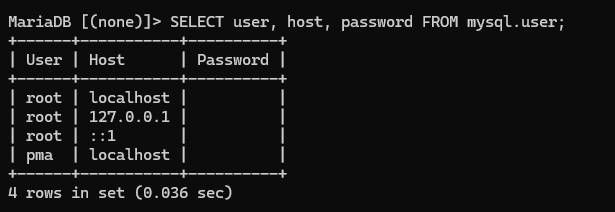 MariaDB [(none)]> SELECT user, host, password FROM mysql.user;
+------+-----------+----------+
| User | Host      | Password |
+------+-----------+----------+
| root | localhost |          |
| root | 127.0.0.1 |          |
| root | ::1       |          |
| pma  | localhost |          |
+------+-----------+----------+
4 rows in set (0.036 sec)